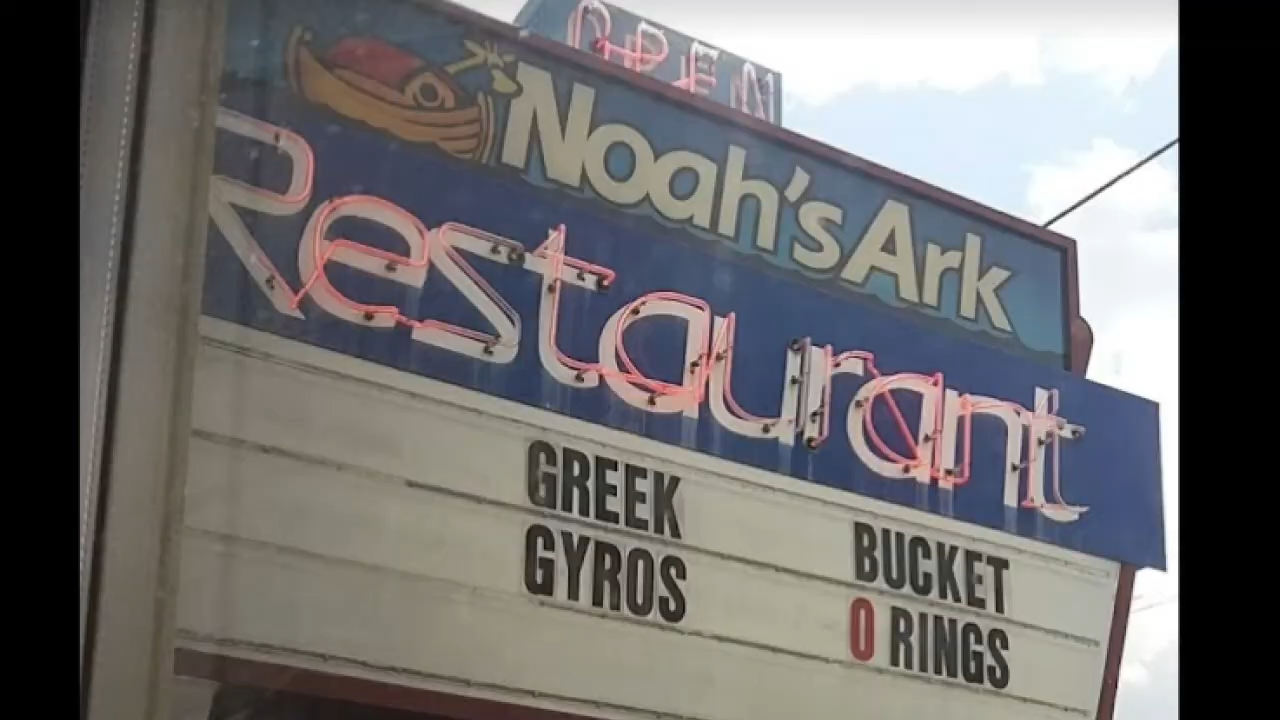 OPEN
Noah's Ark
Restaurant
GREEK
GYROS
BUCKET
O RINGS